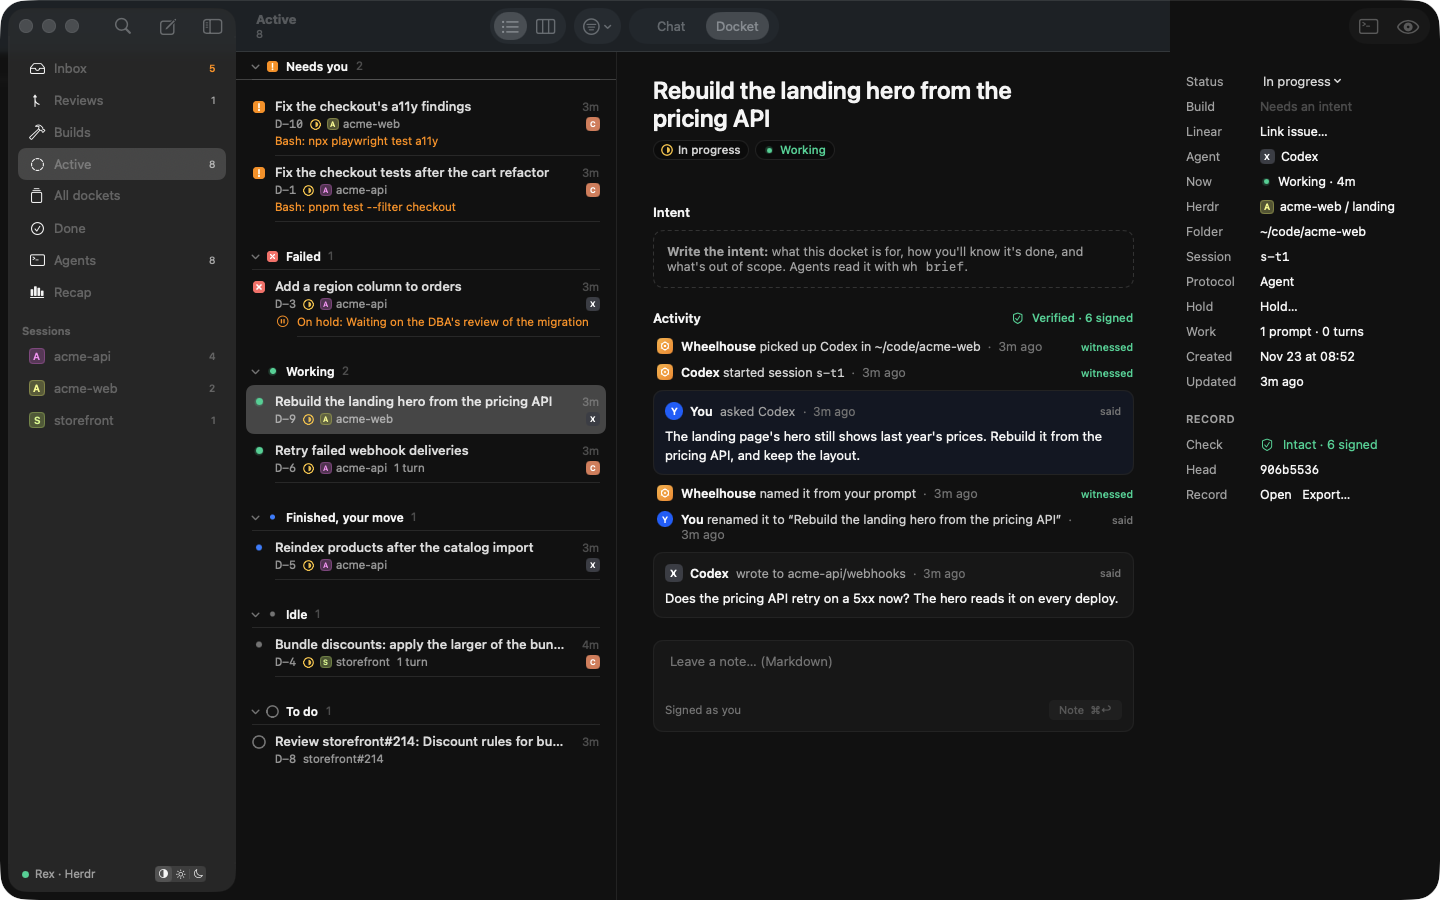 Active
8
Chat
Docket
Inbox 5
Reviews 1
Builds
Active 8
All dockets
Done
Agents 8
Recap
Sessions
A acme-api 4
A acme-web 2
S storefront 1
Rex · Herdr
Needs you 2
Fix the checkout's a11y findings 3m
D–10 A acme-web C
Bash: npx playwright test a11y
Fix the checkout tests after the cart refactor 3m
D–1 A acme-api C
Bash: pnpm test --filter checkout
Failed 1
Add a region column to orders 3m
D–3 A acme-api X
On hold: Waiting on the DBA's review of the migration
Working 2
Rebuild the landing hero from the pricing API 3m
D–9 A acme-web X
Retry failed webhook deliveries 3m
D–6 A acme-api 1 turn C
Finished, your move 1
Reindex products after the catalog import 3m
D–5 A acme-api X
Idle 1
Bundle discounts: apply the larger of the bun... 4m
D–4 S storefront 1 turn C
To do 1
Review storefront#214: Discount rules for bu... 3m
D–8 storefront#214
Rebuild the landing hero from the
pricing API
In progress
Working
Intent
Write the intent: what this docket is for, how you'll know it's done, and
what's out of scope. Agents read it with wh brief.
Activity Verified · 6 signed
Wheelhouse picked up Codex in ~/code/acme-web · 3m ago witnessed
Codex started session s–t1 · 3m ago witnessed
Y You asked Codex · 3m ago said
The landing page's hero still shows last year's prices. Rebuild it from the
pricing API, and keep the layout.
Wheelhouse named it from your prompt · 3m ago witnessed
Y You renamed it to “Rebuild the landing hero from the pricing API” · said
3m ago
X Codex wrote to acme-api/webhooks · 3m ago said
Does the pricing API retry on a 5xx now? The hero reads it on every deploy.
Leave a note... (Markdown)
Signed as you
Note ⌘↩
Status In progress
Build Needs an intent
Linear Link issue...
Agent X Codex
Now Working · 4m
Herdr A acme-web / landing
Folder ~/code/acme-web
Session s–t1
Protocol Agent
Hold Hold...
Work 1 prompt · 0 turns
Created Nov 23 at 08:52
Updated 3m ago
RECORD
Check Intact · 6 signed
Head 906b5536
Record Open Export...